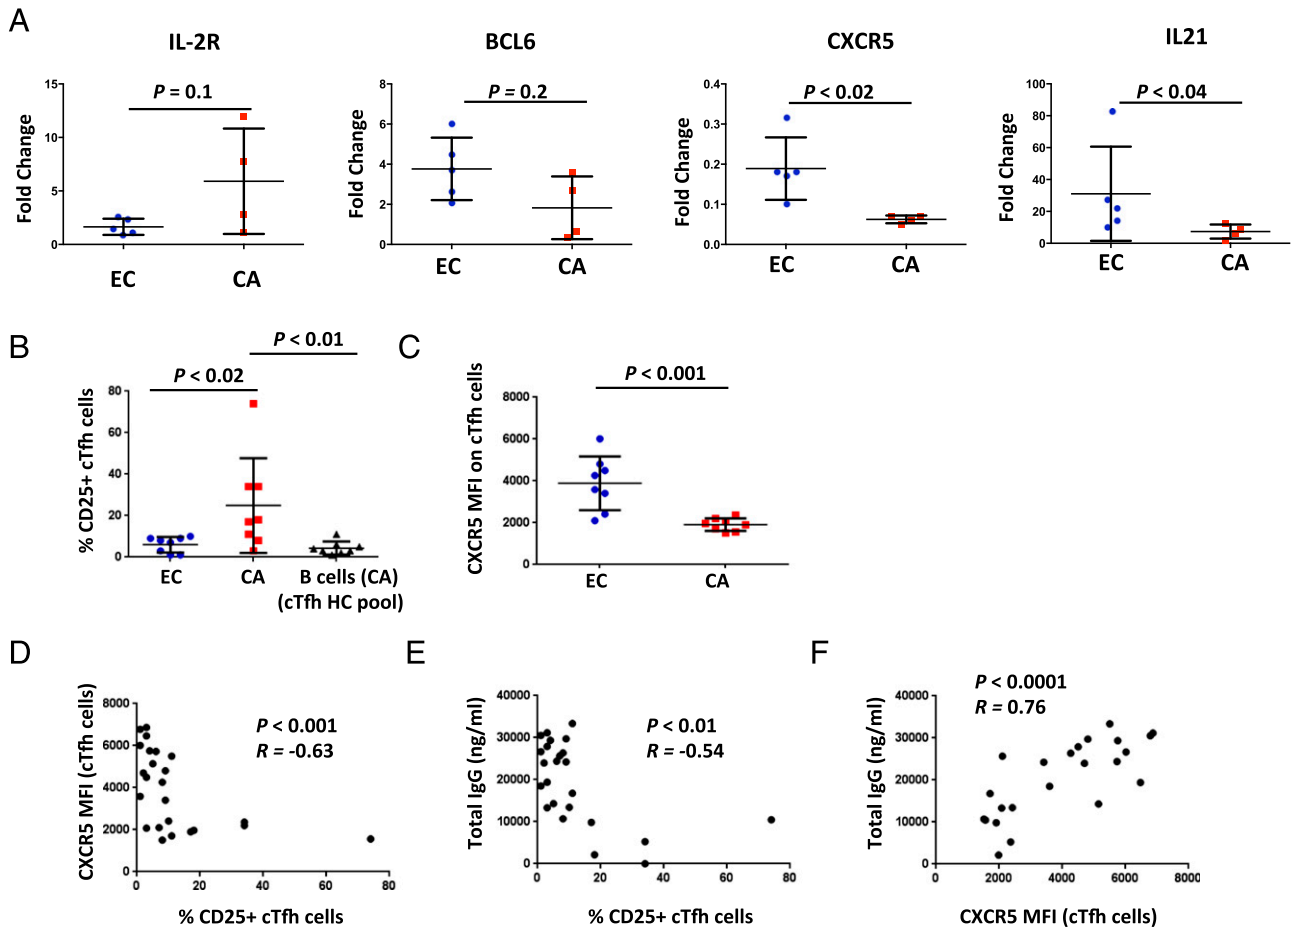 A
IL-2R
BCL6
CXCR5
IL21
P = 0.1
P = 0.2
P < 0.02
P < 0.04
Fold Change
15
10
5
0
EC
CA
Fold Change
8
6
4
2
0
EC
CA
Fold Change
0.4
0.3
0.2
0.1
0.0
EC
CA
Fold Change
100
80
60
40
20
0
EC
CA
B
P < 0.01
P < 0.02
% CD25+ cTfh cells
80
60
40
20
0
EC
CA
B cells (CA)
(cTfh HC pool)
C
P < 0.001
CXCR5 MFI on cTfh cells
8000
6000
4000
2000
0
EC
CA
D
P < 0.001
R = -0.63
CXCR5 MFI (cTfh cells)
8000
6000
4000
2000
0
0
20
40
60
80
% CD25+ cTfh cells
E
P < 0.01
R = -0.54
Total IgG (ng/ml)
40000
30000
20000
10000
0
0
20
40
60
80
% CD25+ cTfh cells
F
P < 0.0001
R = 0.76
Total IgG (ng/ml)
40000
30000
20000
10000
0
0
2000
4000
6000
8000
CXCR5 MFI (cTfh cells)